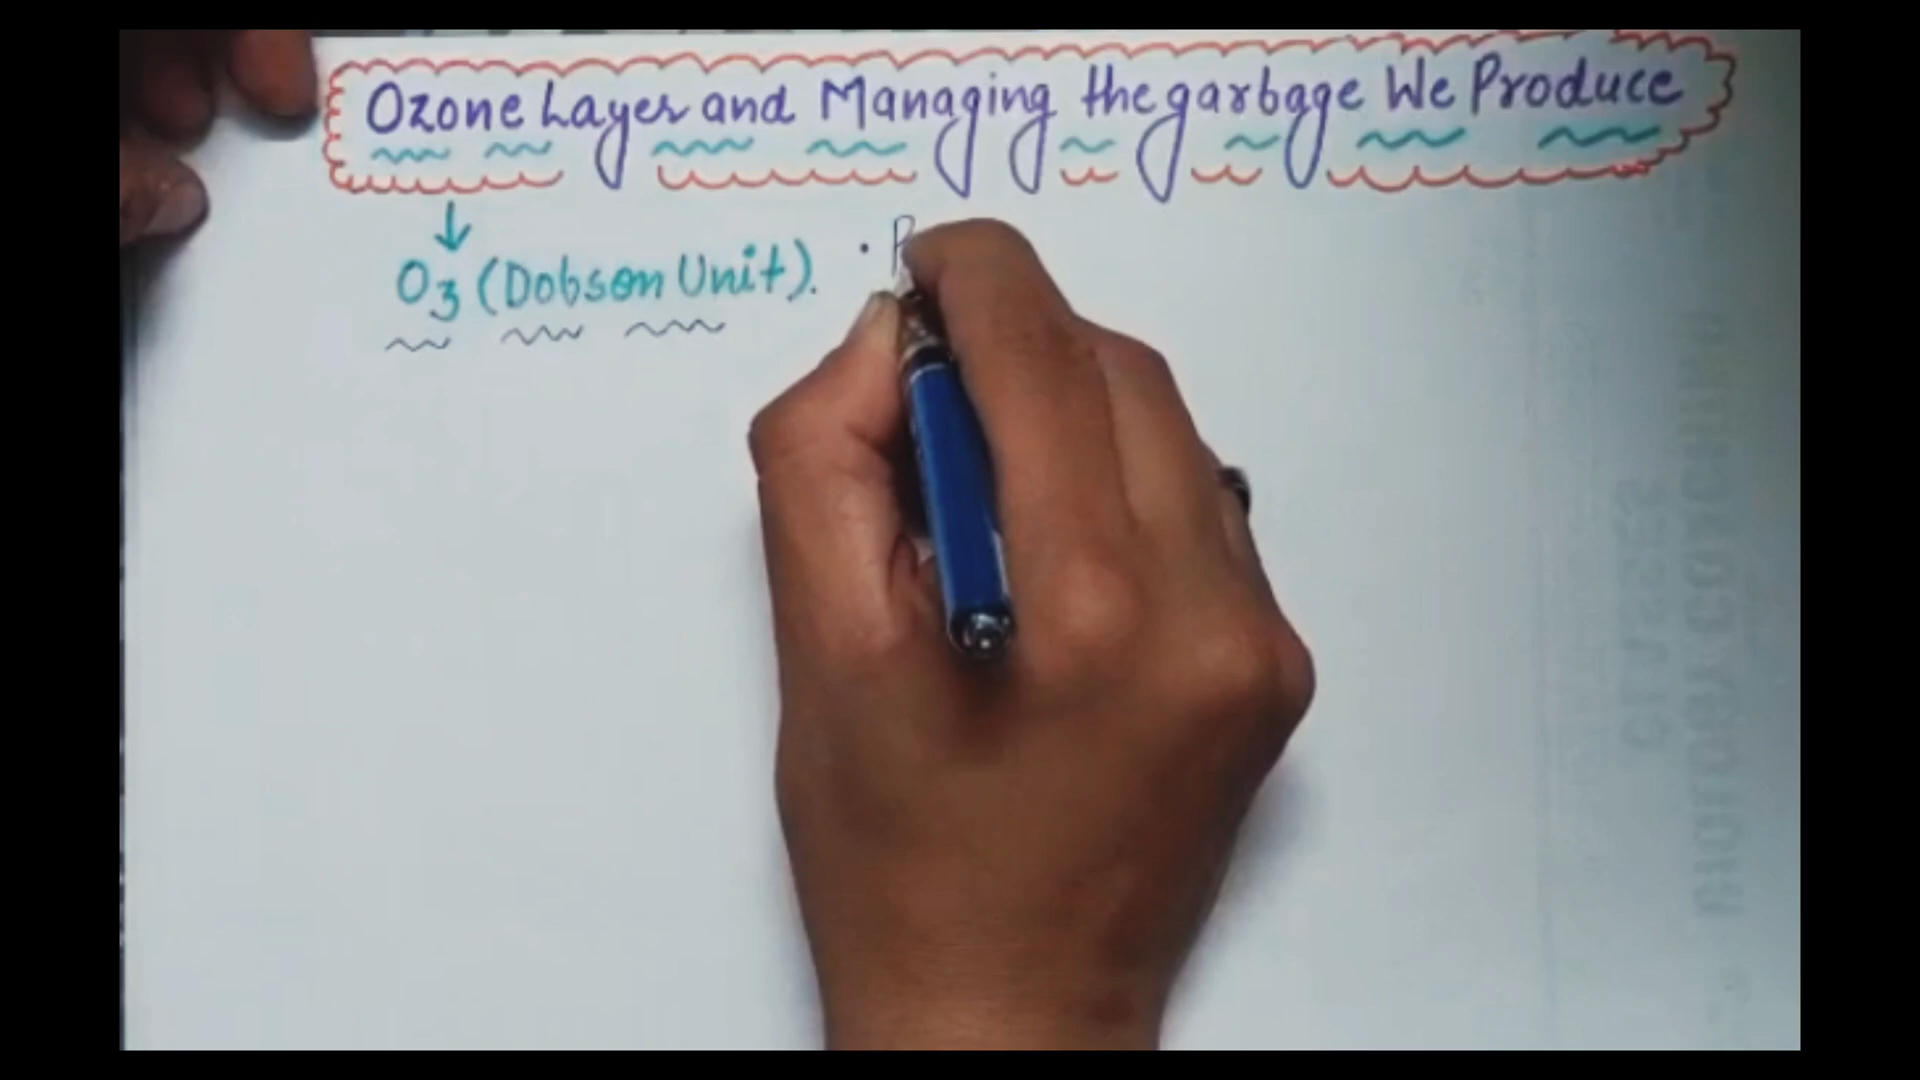 Ozone Layer and Managing the garbage We Produce
O3 (Dobson Unit).